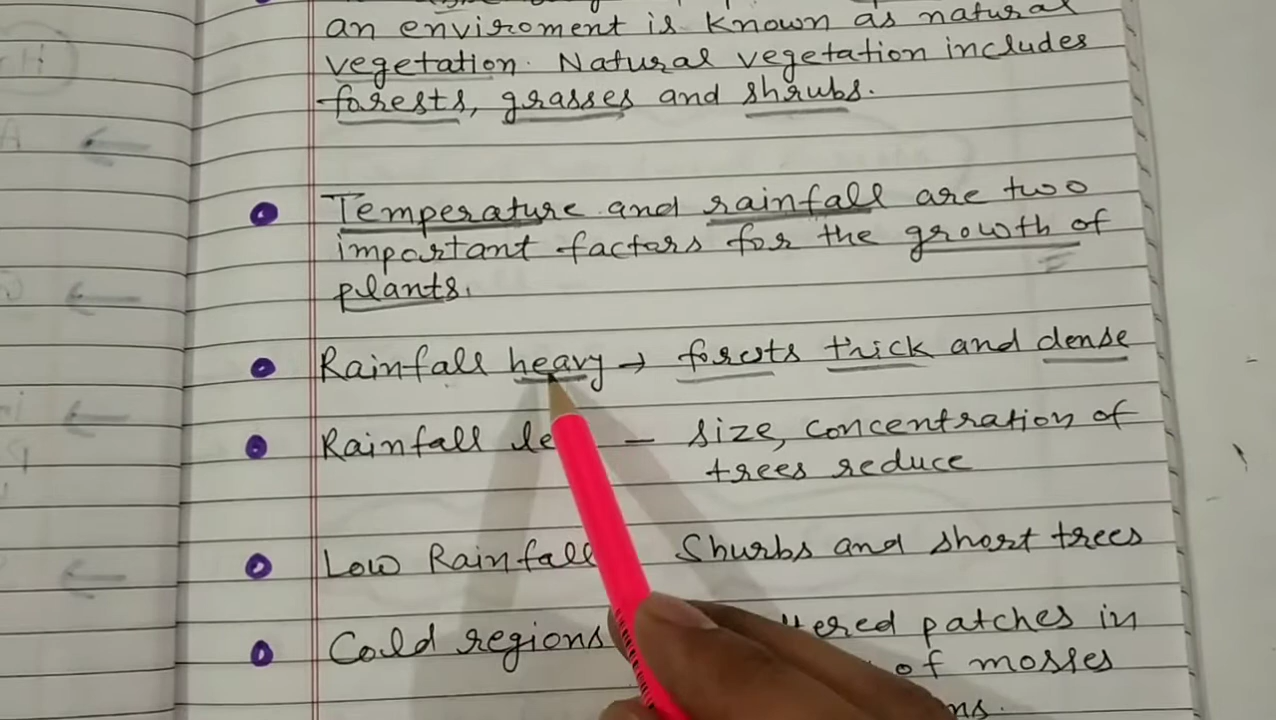 an enviroment is known as natural
vegetation. Natural vegetation includes
forests, grasses and shrubs.
Temperature and rainfall are two
important factors for the growth of
plants.
Rainfall heavy → forests thick and dense
Rainfall – size, concentration of
trees reduce
Low Rainfall Shurbs and short trees
Cold regions patches in
of mosses